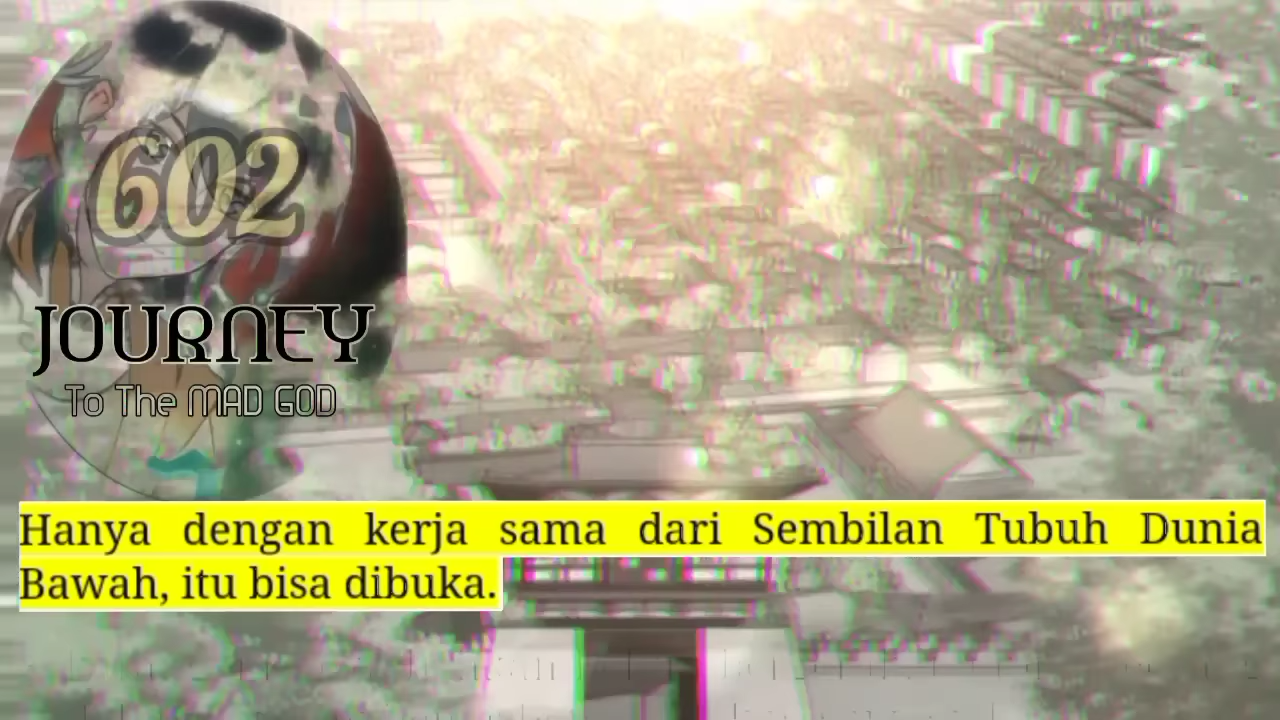 602
JOURNEY
To The MAD GOD
Hanya dengan kerja sama dari Sembilan Tubuh Dunia
Bawah, itu bisa dibuka.